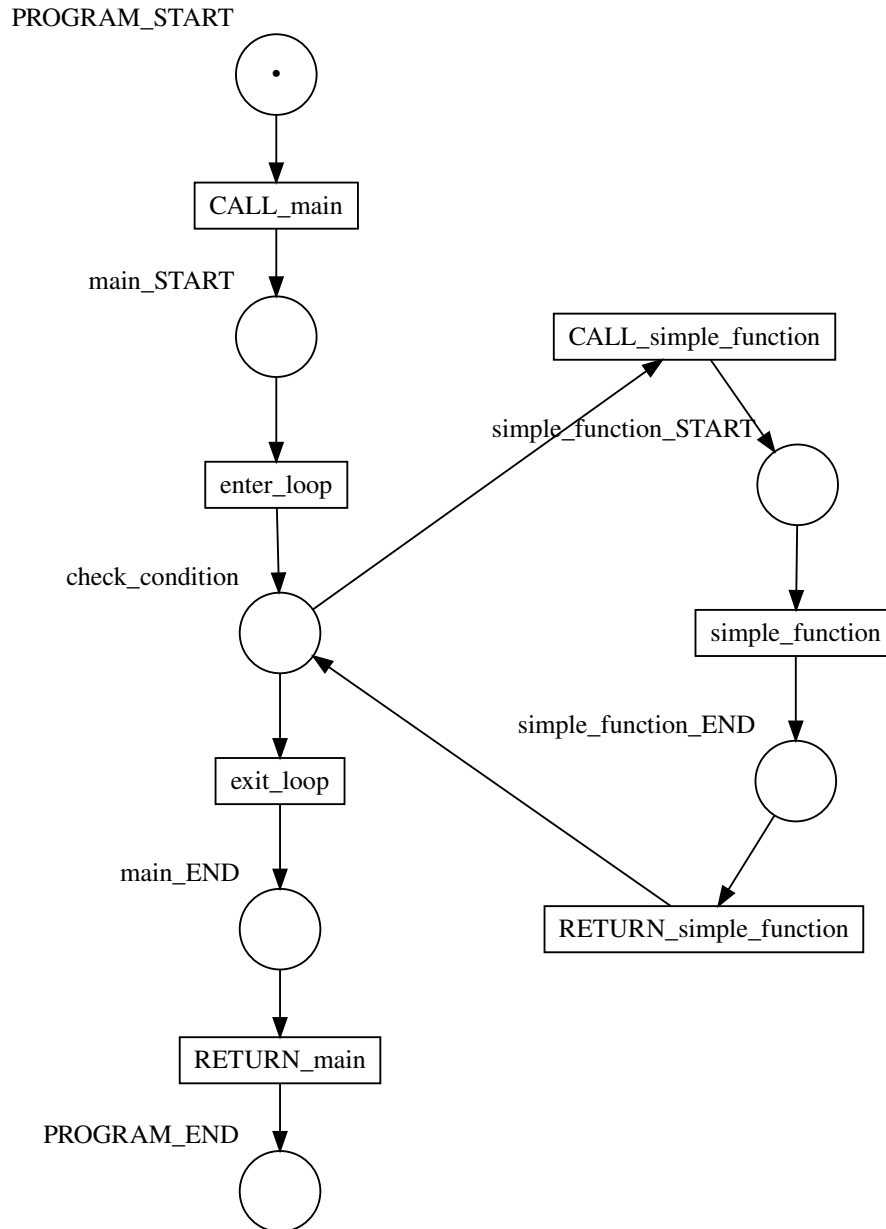 PROGRAM_START
CALL_main
main_START
CALL_simple_function
simple_function_START
enter_loop
check_condition
simple_function
simple_function_END
exit_loop
main_END
RETURN_simple_function
RETURN_main
PROGRAM_END